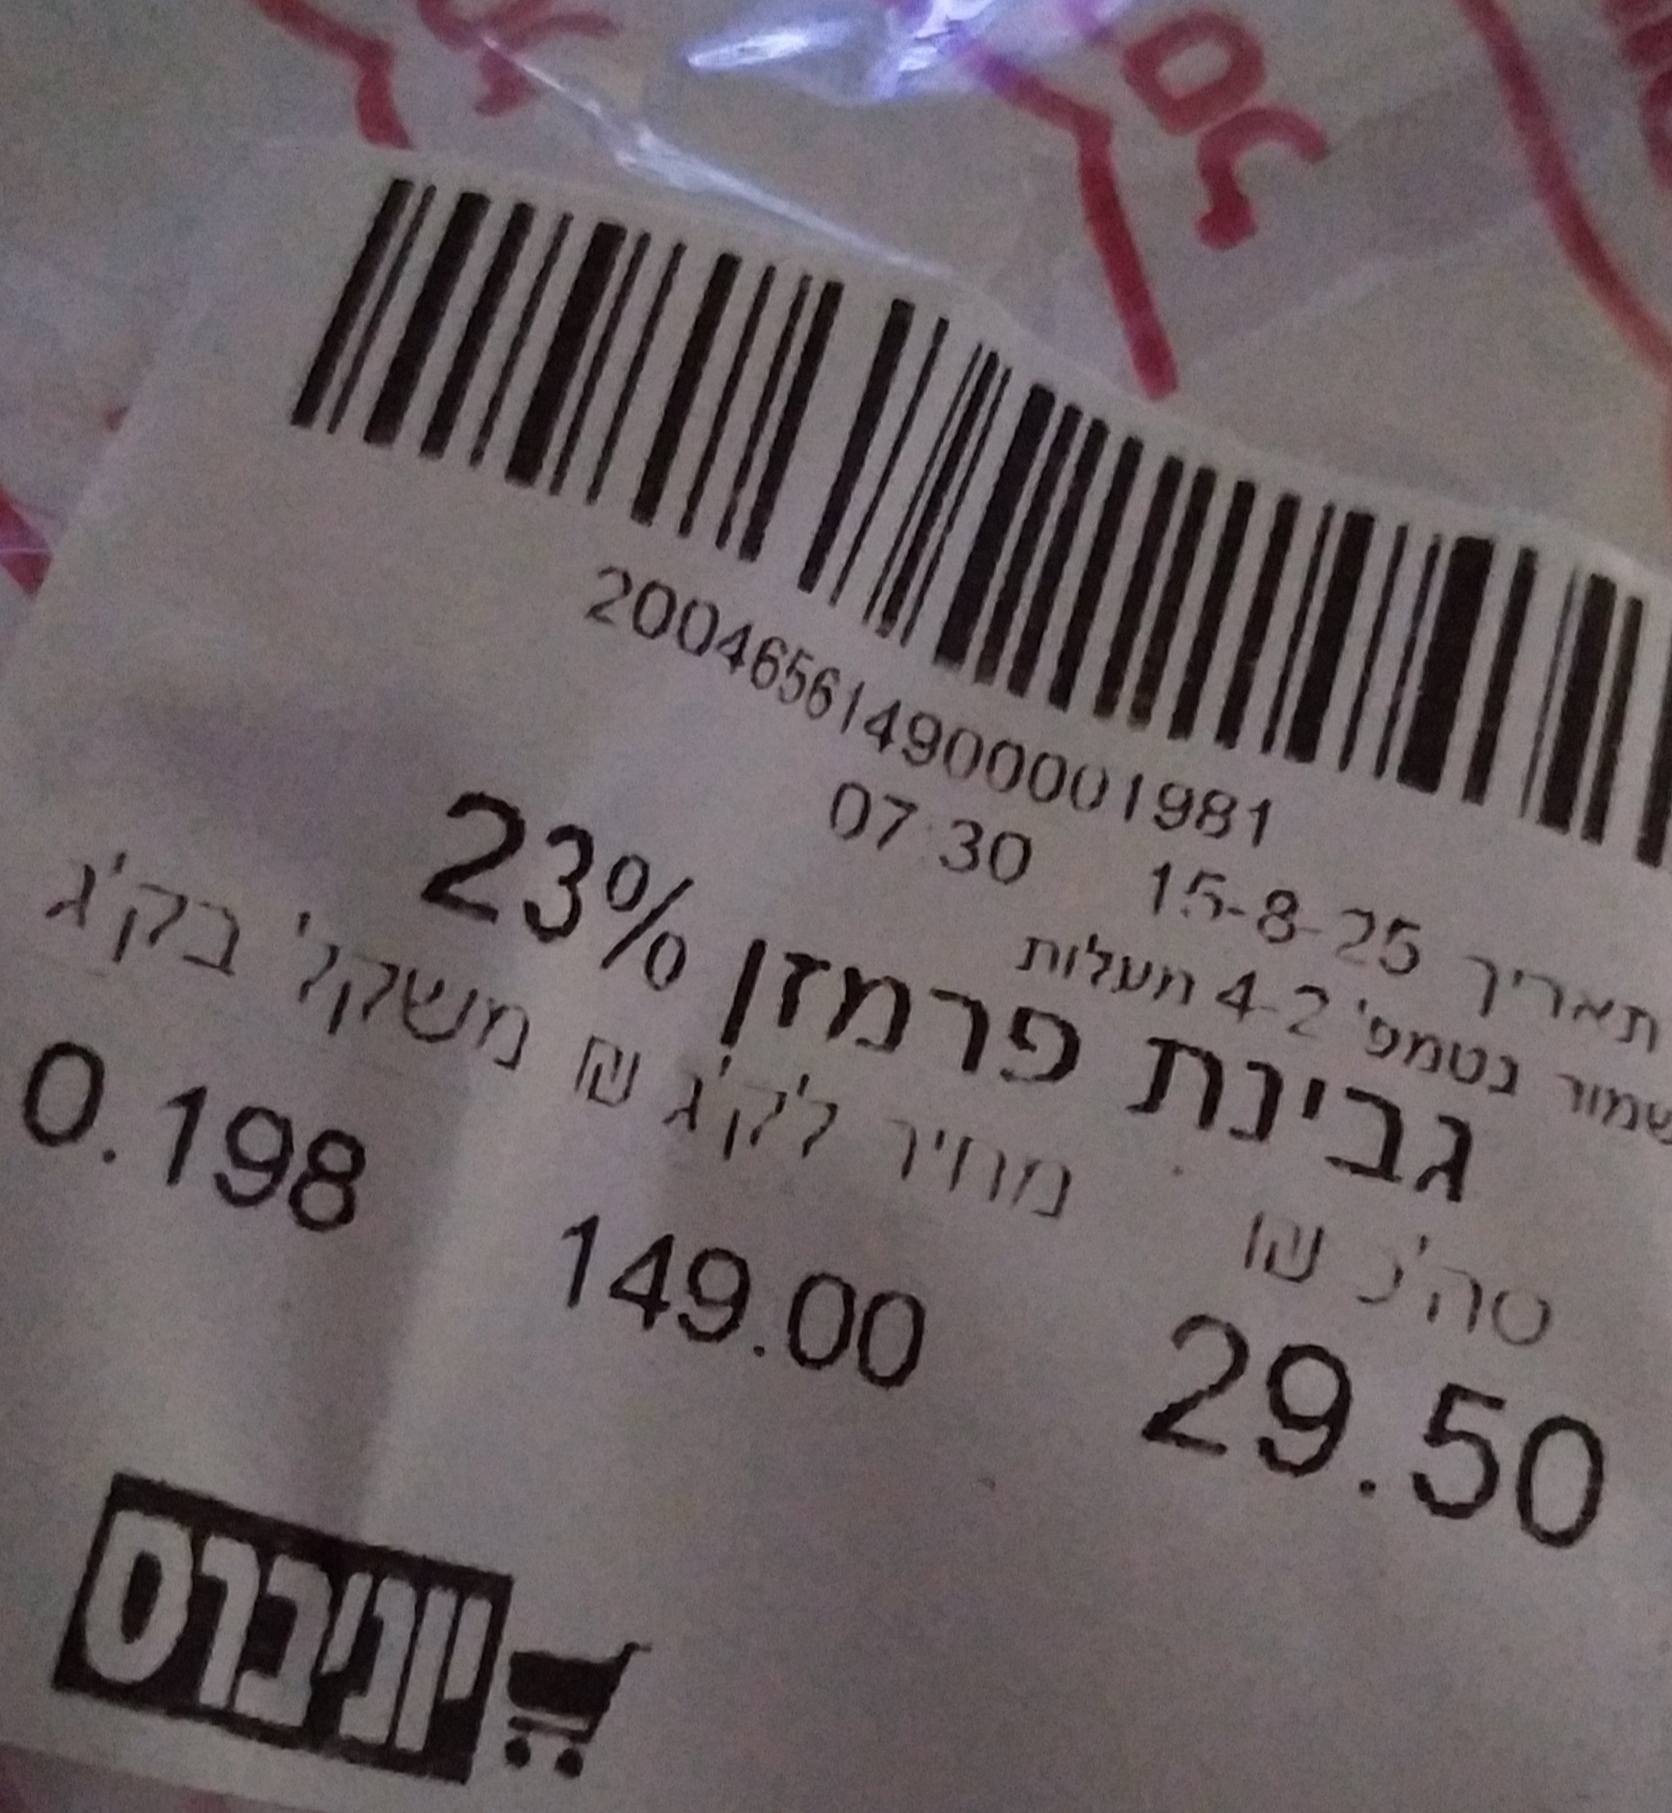 200465614900001981
תאריך 15-8-25 07:30
שמור בטמפ' 4-2 מעלות
גבינת פרמזן 23%
סה'כ ₪ מחיר לק'ג ₪ משקל' בק'ג
29.50 149.00 0.198
יוניברס